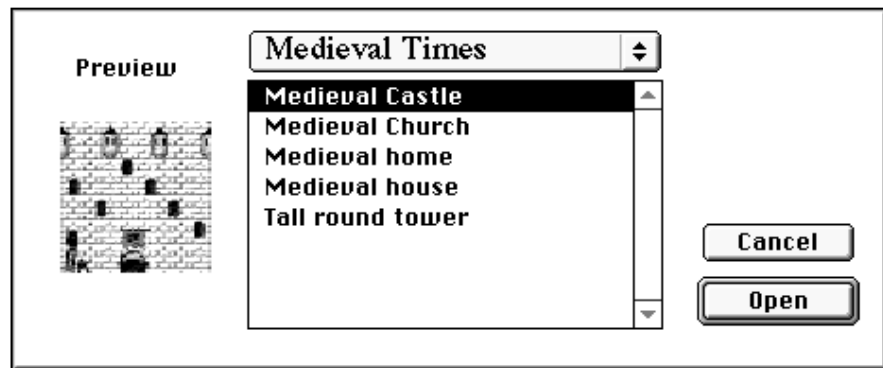 Preview
Medieval Times
Medieval Castle
Medieval Church
Medieval home
Medieval house
Tall round tower
Cancel
Open